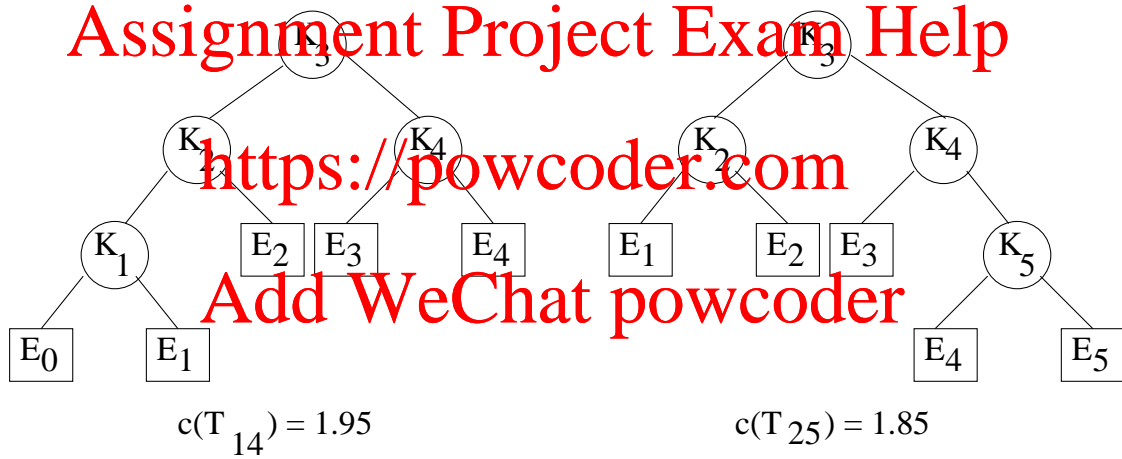 Assignment Project Exam Help
K3 K3
K2 K4 K2 K4
https://powcoder.com
K1 E2 E3 E4 E1 E2 E3 K5
Add WeChat powcoder
E0 E1 E4 E5
c(T14) = 1.95 c(T25) = 1.85